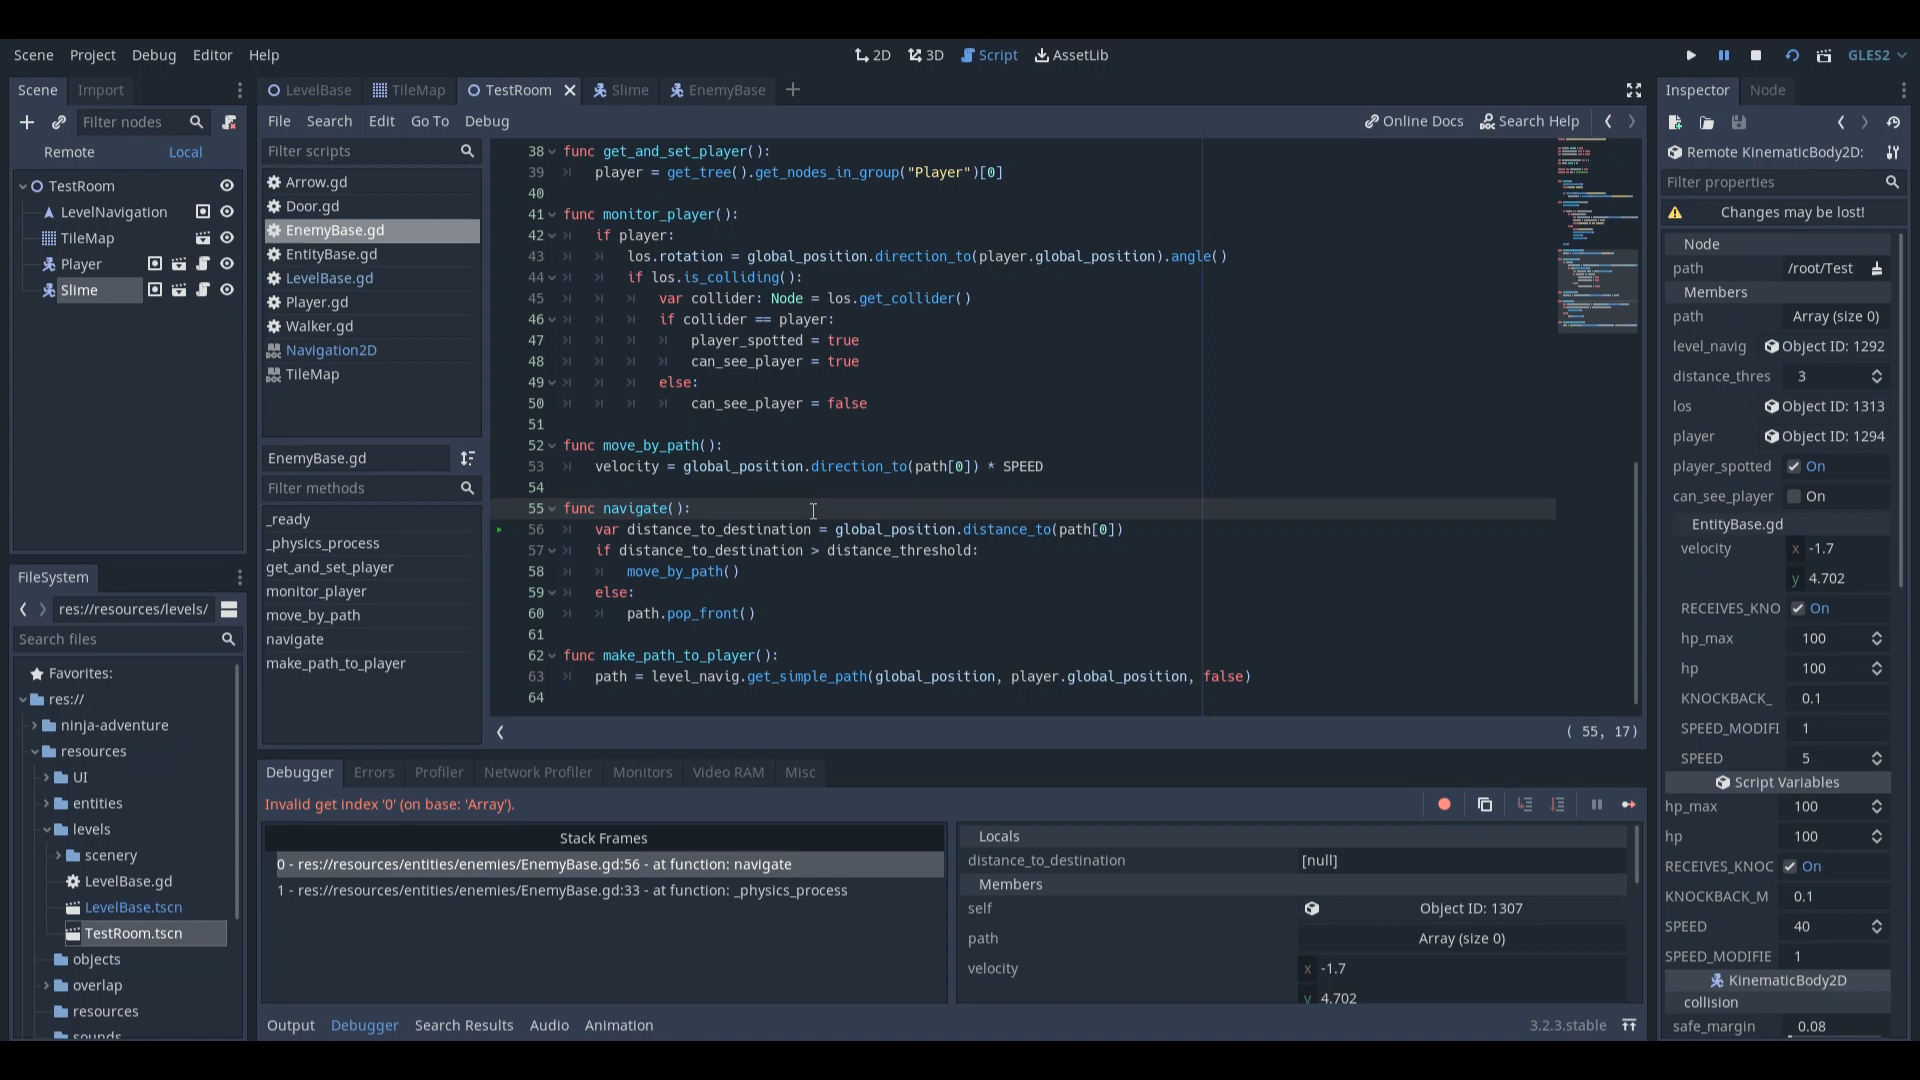 Scene Project Debug Editor Help 2D 3D Script AssetLib GLES2
Scene Import
Filter nodes
Remote Local
TestRoom
LevelNavigation
TileMap
Player
Slime
FileSystem
res://resources/levels/
Search files
Favorites:
res://
ninja-adventure
resources
UI
entities
levels
scenery
LevelBase.gd
LevelBase.tscn
TestRoom.tscn
objects
overlap
resources
sounds
LevelBase TileMap TestRoom Slime EnemyBase
File Search Edit Go To Debug Online Docs Search Help
Filter scripts
Arrow.gd
Door.gd
EnemyBase.gd
EntityBase.gd
LevelBase.gd
Player.gd
Walker.gd
Navigation2D
TileMap
EnemyBase.gd
Filter methods
_ready
_physics_process
get_and_set_player
monitor_player
move_by_path
navigate
make_path_to_player
38 func get_and_set_player():
39 player = get_tree().get_nodes_in_group("Player")[0]
40
41 func monitor_player():
42 if player:
43 los.rotation = global_position.direction_to(player.global_position).angle()
44 if los.is_colliding():
45 var collider: Node = los.get_collider()
46 if collider == player:
47 player_spotted = true
48 can_see_player = true
49 else:
50 can_see_player = false
51
52 func move_by_path():
53 velocity = global_position.direction_to(path[0]) * SPEED
54
55 func navigate():
56 var distance_to_destination = global_position.distance_to(path[0])
57 if distance_to_destination > distance_threshold:
58 move_by_path()
59 else:
60 path.pop_front()
61
62 func make_path_to_player():
63 path = level_navig.get_simple_path(global_position, player.global_position, false)
64
( 55, 17)
Debugger Errors Profiler Network Profiler Monitors Video RAM Misc
Invalid get index '0' (on base: 'Array').
Stack Frames
0 - res://resources/entities/enemies/EnemyBase.gd:56 - at function: navigate
1 - res://resources/entities/enemies/EnemyBase.gd:33 - at function: _physics_process
Locals
distance_to_destination [null]
Members
self Object ID: 1307
path Array (size 0)
velocity x -1.7
y 4.702
Output Debugger Search Results Audio Animation 3.2.3.stable
Inspector Node
Remote KinematicBody2D:
Filter properties
Changes may be lost!
Node
path /root/Test
Members
path Array (size 0)
level_navig Object ID: 1292
distance_thres 3
los Object ID: 1313
player Object ID: 1294
player_spotted On
can_see_player On
EntityBase.gd
velocity x -1.7
y 4.702
RECEIVES_KNO On
hp_max 100
hp 100
KNOCKBACK_ 0.1
SPEED_MODIFI 1
SPEED 5
Script Variables
hp_max 100
hp 100
RECEIVES_KNOC On
KNOCKBACK_M 0.1
SPEED 40
SPEED_MODIFIE 1
KinematicBody2D
collision
safe_margin 0.08